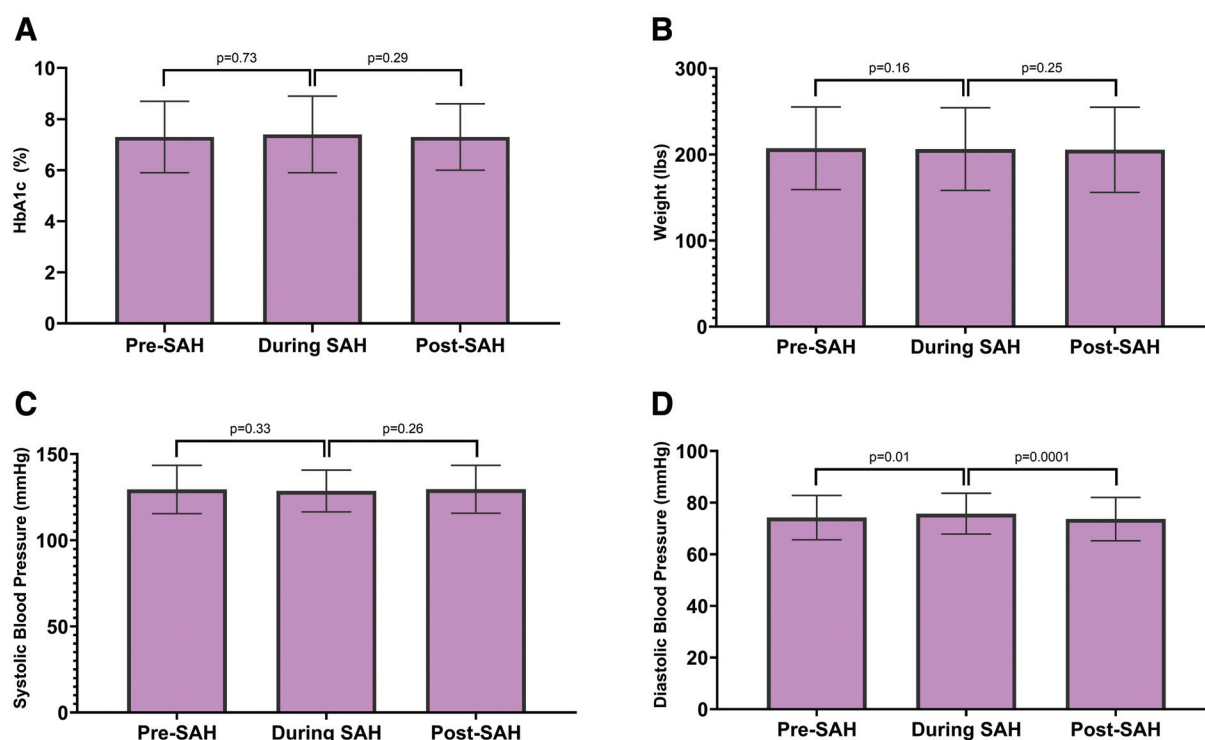 A
p=0.73
p=0.29
10
8
6
4
2
0
HbA1c (%)
Pre-SAH
During SAH
Post-SAH
B
p=0.16
p=0.25
300
200
100
0
Weight (lbs)
Pre-SAH
During SAH
Post-SAH
C
p=0.33
p=0.26
150
100
50
0
Systolic Blood Pressure (mmHg)
Pre-SAH
During SAH
Post-SAH
D
p=0.01
p=0.0001
100
80
60
40
20
0
Diastolic Blood Pressure (mmHg)
Pre-SAH
During SAH
Post-SAH